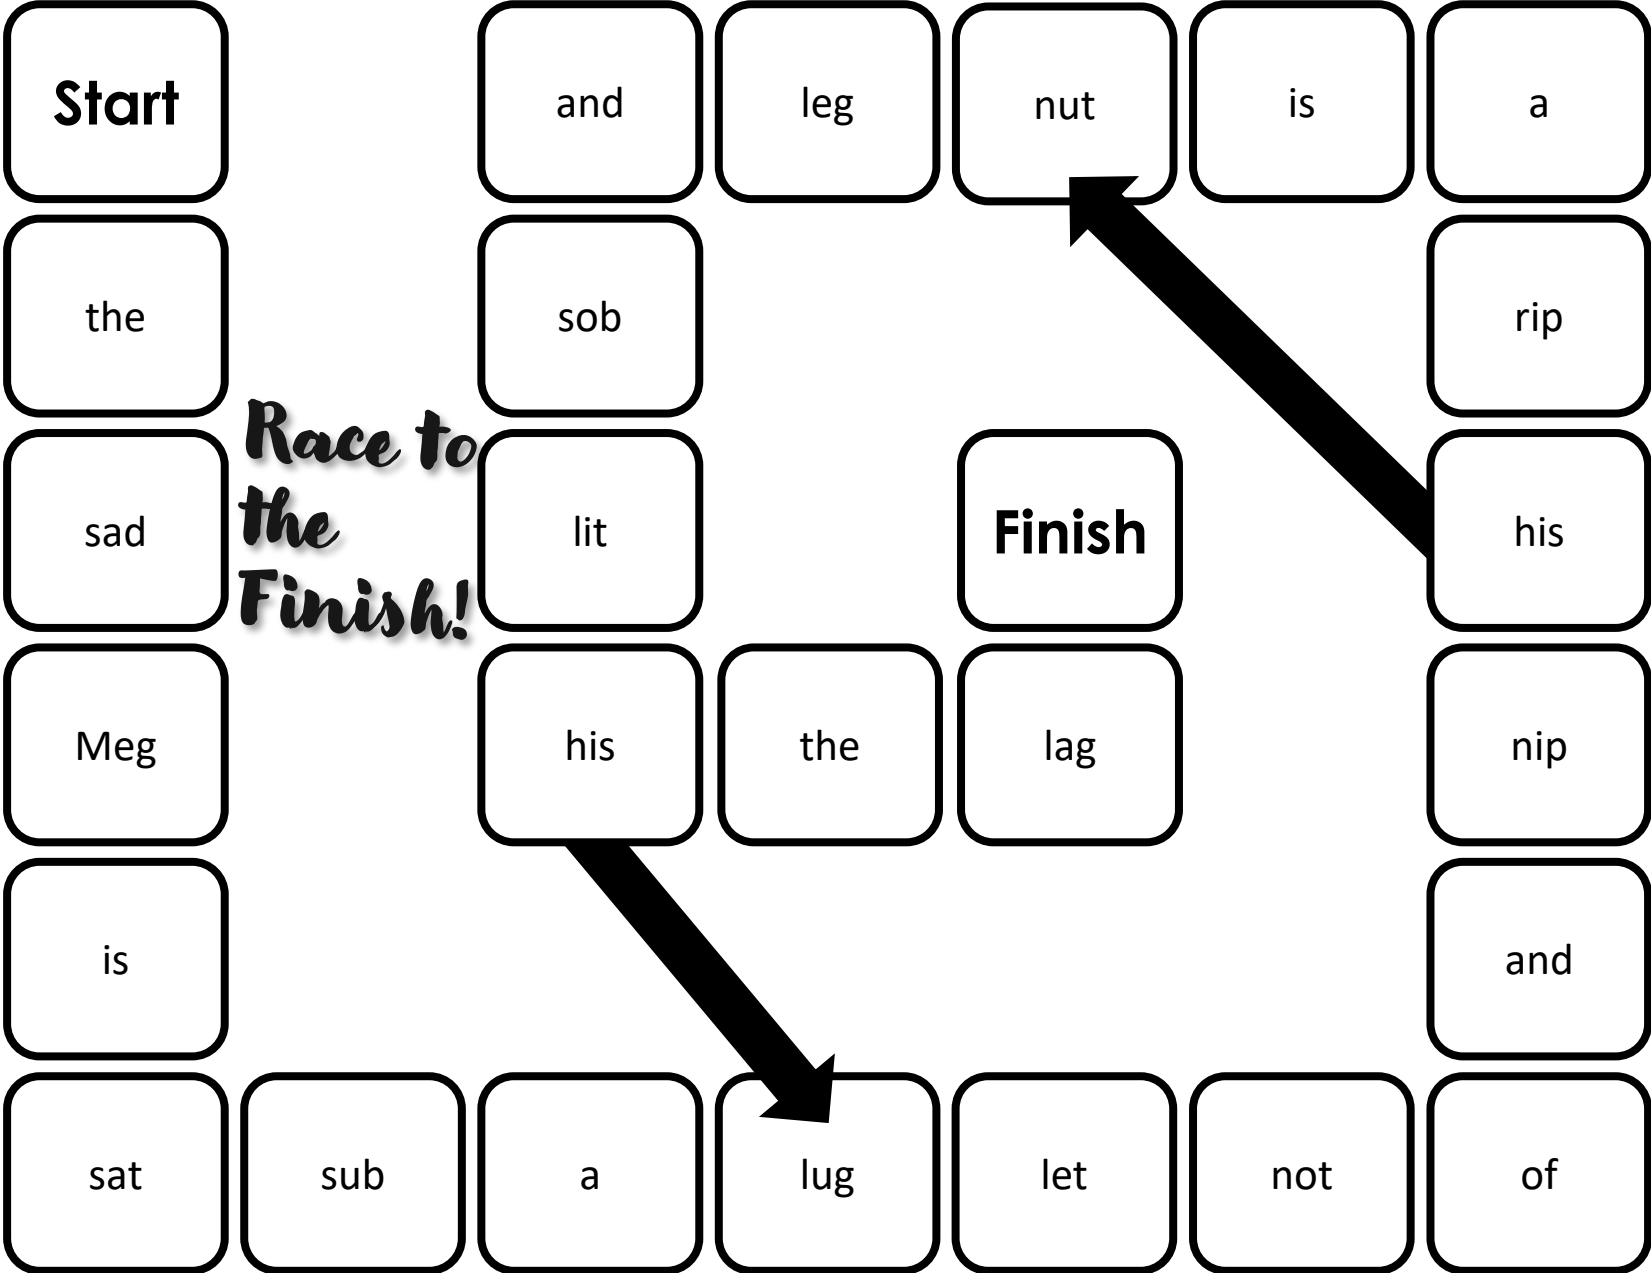 Start
and
leg
nut
is
a
the
sob
rip
Race to
the
Finish!
sad
lit
Finish
his
Meg
his
the
lag
nip
is
and
sat
sub
a
lug
let
not
of